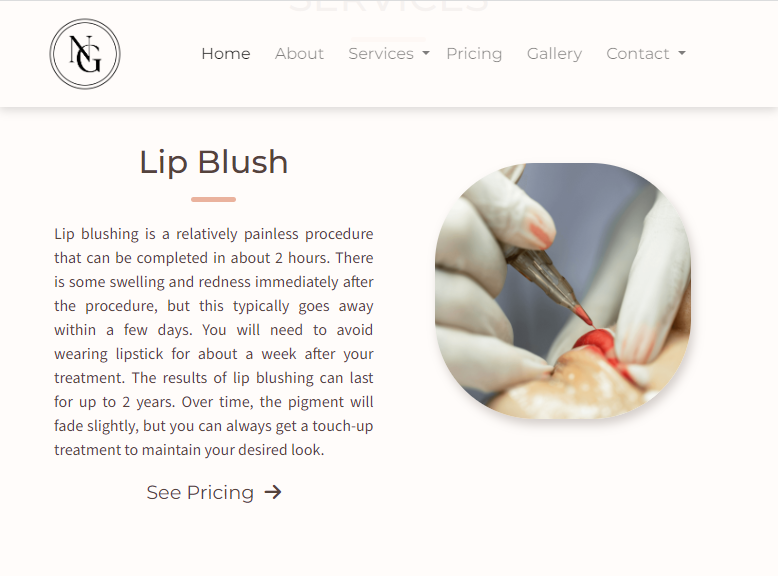 SERVICES
NG
Home About Services Pricing Gallery Contact
Lip Blush
Lip blushing is a relatively painless procedure
that can be completed in about 2 hours. There
is some swelling and redness immediately after
the procedure, but this typically goes away
within a few days. You will need to avoid
wearing lipstick for about a week after your
treatment. The results of lip blushing can last
for up to 2 years. Over time, the pigment will
fade slightly, but you can always get a touch-up
treatment to maintain your desired look.
See Pricing